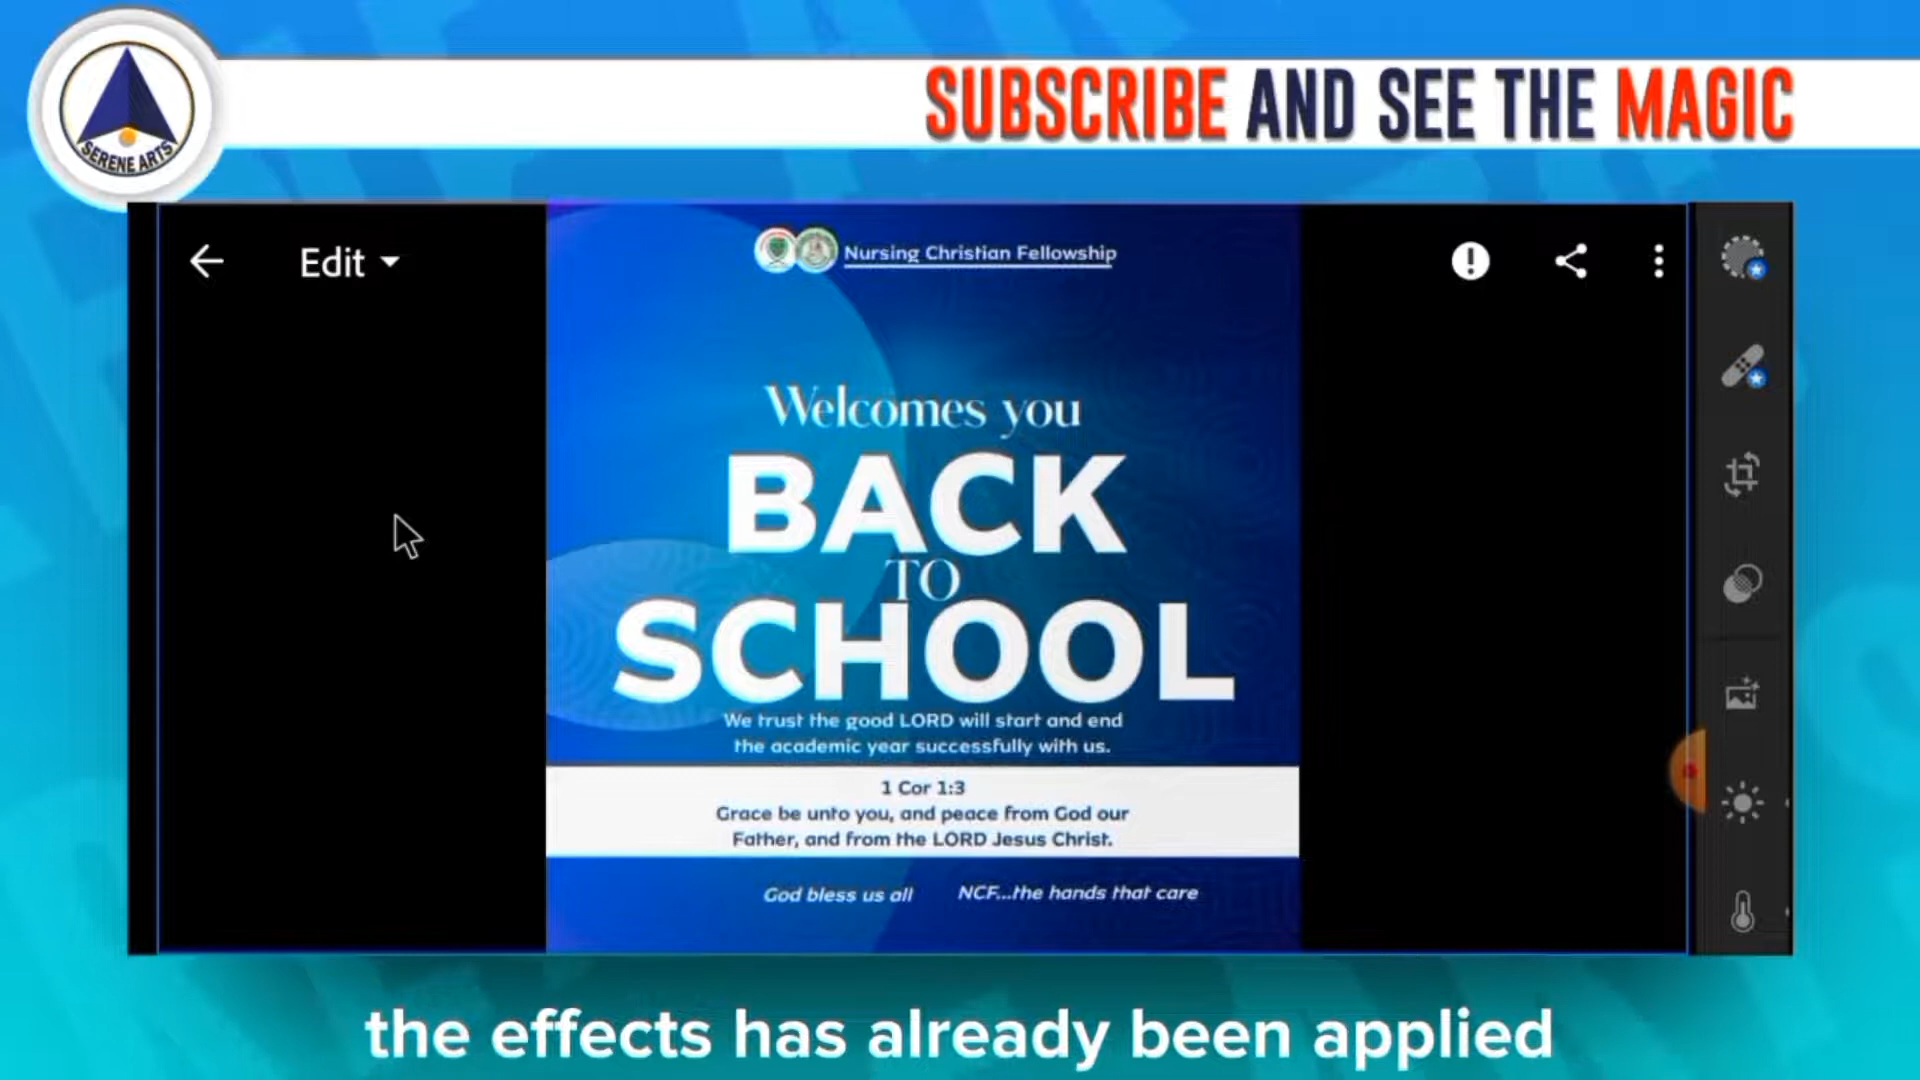 SERENE ARTS
SUBSCRIBE AND SEE THE MAGIC
Edit
Nursing Christian Fellowship
Welcomes you
BACK
TO
SCHOOL
We trust the good LORD will start and end
the academic year successfully with us.
1 Cor 1:3
Grace be unto you, and peace from God our
Father, and from the LORD Jesus Christ.
God bless us all NCF...the hands that care
the effects has already been applied